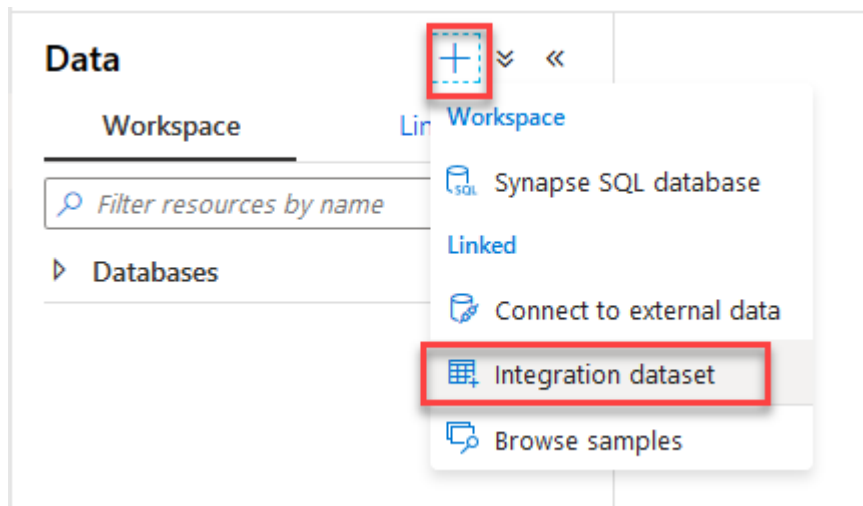 Data
Workspace
Lin
Filter resources by name
Databases
Workspace
SQL
Synapse SQL database
Linked
Connect to external data
Integration dataset
Browse samples